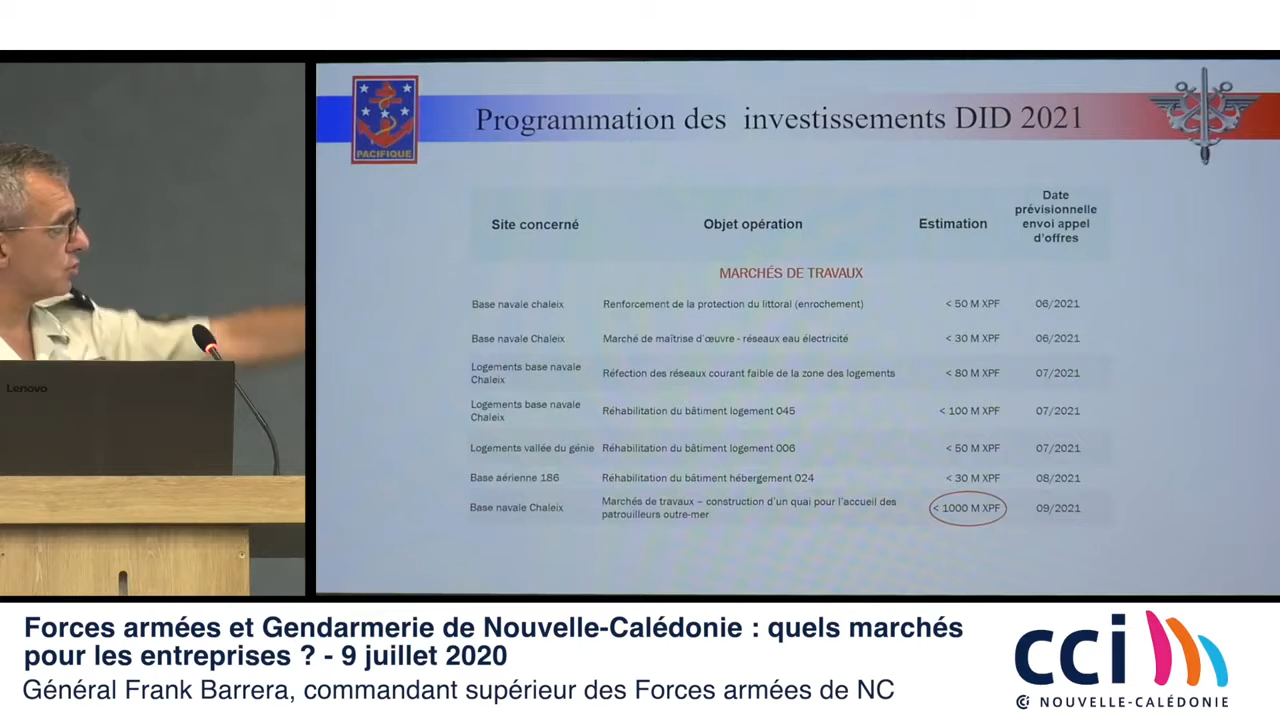 PACIFIQUE
Programmation des investissements DID 2021
Site concerné
Objet opération
Estimation
Date
prévisionnelle
envoi appel
d'offres
MARCHÉS DE TRAVAUX
Base navale chaleix Renforcement de la protection du littoral (enrochement) < 50 M XPF 06/2021
Base navale Chaleix Marché de maîtrise d'œuvre - réseaux eau électricité < 30 M XPF 06/2021
Logements base navale
Chaleix
Réfection des réseaux courant faible de la zone des logements < 80 M XPF 07/2021
Logements base navale
Chaleix
Réhabilitation du bâtiment logement 045 < 100 M XPF 07/2021
Logements vallée du génie Réhabilitation du bâtiment logement 006 < 50 M XPF 07/2021
Base aérienne 186 Réhabilitation du bâtiment hébergement 024 < 30 M XPF 08/2021
Base navale Chaleix
Marchés de travaux – construction d'un quai pour l'accueil des
patrouilleurs outre-mer
< 1000 M XPF 09/2021
Lenovo
Forces armées et Gendarmerie de Nouvelle-Calédonie : quels marchés
pour les entreprises ? - 9 juillet 2020
Général Frank Barrera, commandant supérieur des Forces armées de NC
cci
NOUVELLE-CALÉDONIE